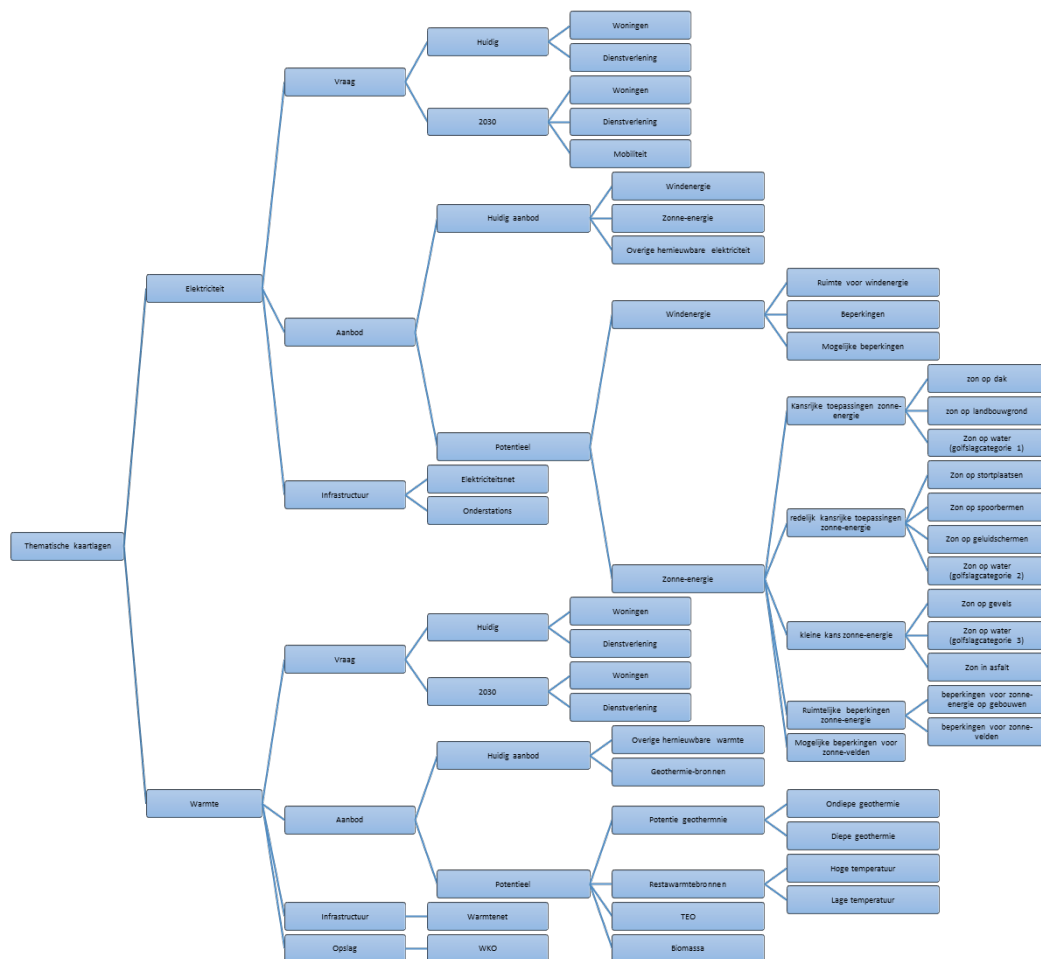 Thematische kaartlagen
Elektriciteit
Vraag
Huidig
Woningen
Dienstverlening
2030
Woningen
Dienstverlening
Mobiliteit
Aanbod
Huidig aanbod
Windenergie
Zonne-energie
Overige hernieuwbare elektriciteit
Potentieel
Windenergie
Ruimte voor windenergie
Beperkingen
Mogelijke beperkingen
Zonne-energie
Kansrijke toepassingen zonne-
energie
zon op dak
zon op landbouwgrond
Zon op water
(golfslagcategorie 1)
redelijk kansrijke toepassingen
zonne-energie
Zon op stortplaatsen
Zon op spoorbermen
Zon op geluidschermen
Zon op water
(golfslagcategorie 2)
kleine kans zonne-energie
Zon op gevels
Zon op water
(golfslagcategorie 3)
Zon in asfalt
Ruimtelijke beperkingen
zonne-energie
beperkingen voor zonne-
energie op gebouwen
beperkingen voor zonne-
velden
Mogelijke beperkingen voor
zonne-velden
Infrastructuur
Elektriciteitsnet
Onderstations
Warmte
Vraag
Huidig
Woningen
Dienstverlening
2030
Woningen
Dienstverlening
Aanbod
Huidig aanbod
Overige hernieuwbare warmte
Geothermie-bronnen
Potentieel
Potentie geothermnie
Ondiepe geothermie
Diepe geothermie
Restawarmtebronnen
Hoge temperatuur
Lage temperatuur
TEO
Biomassa
Infrastructuur
Warmtenet
Opslag
WKO